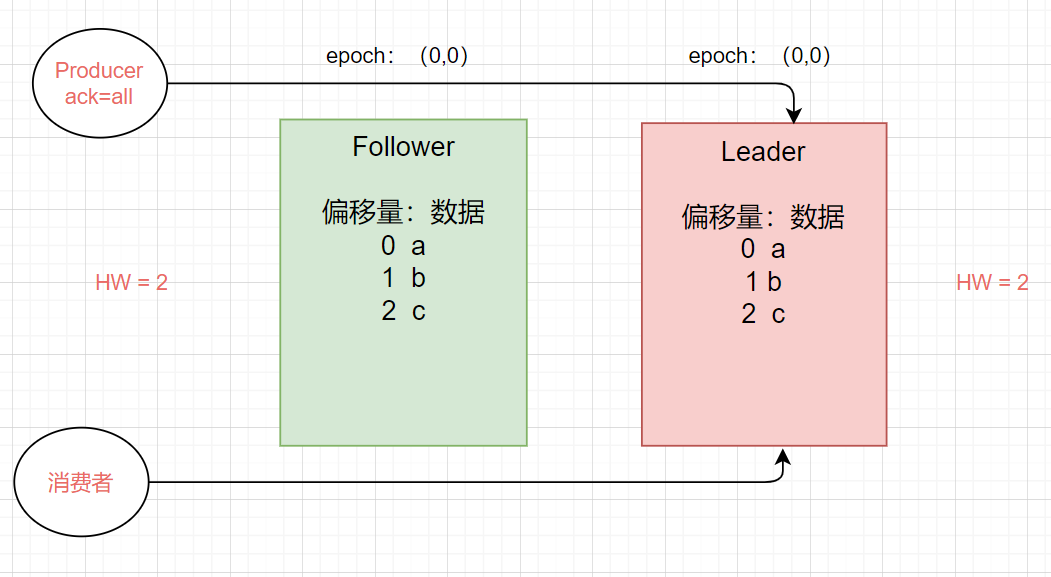 Producer
ack=all
epoch： （0,0）
epoch： （0,0）
Follower
偏移量：数据
0 a
1 b
2 c
Leader
偏移量：数据
0 a
1 b
2 c
HW = 2
HW = 2
消费者